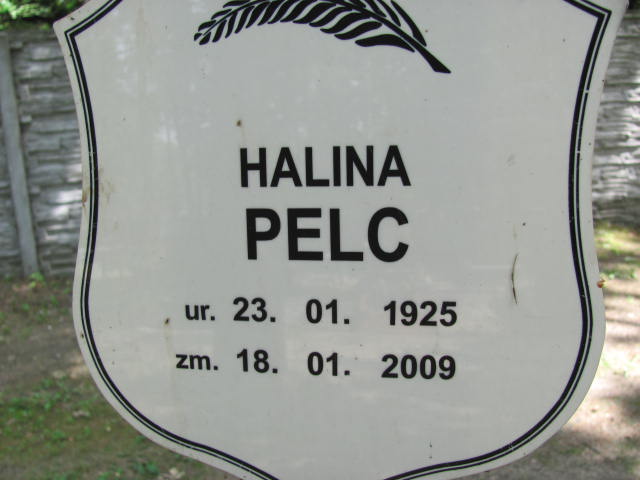 HALINA
PELC
ur. 23. 01. 1925
zm. 18. 01. 2009